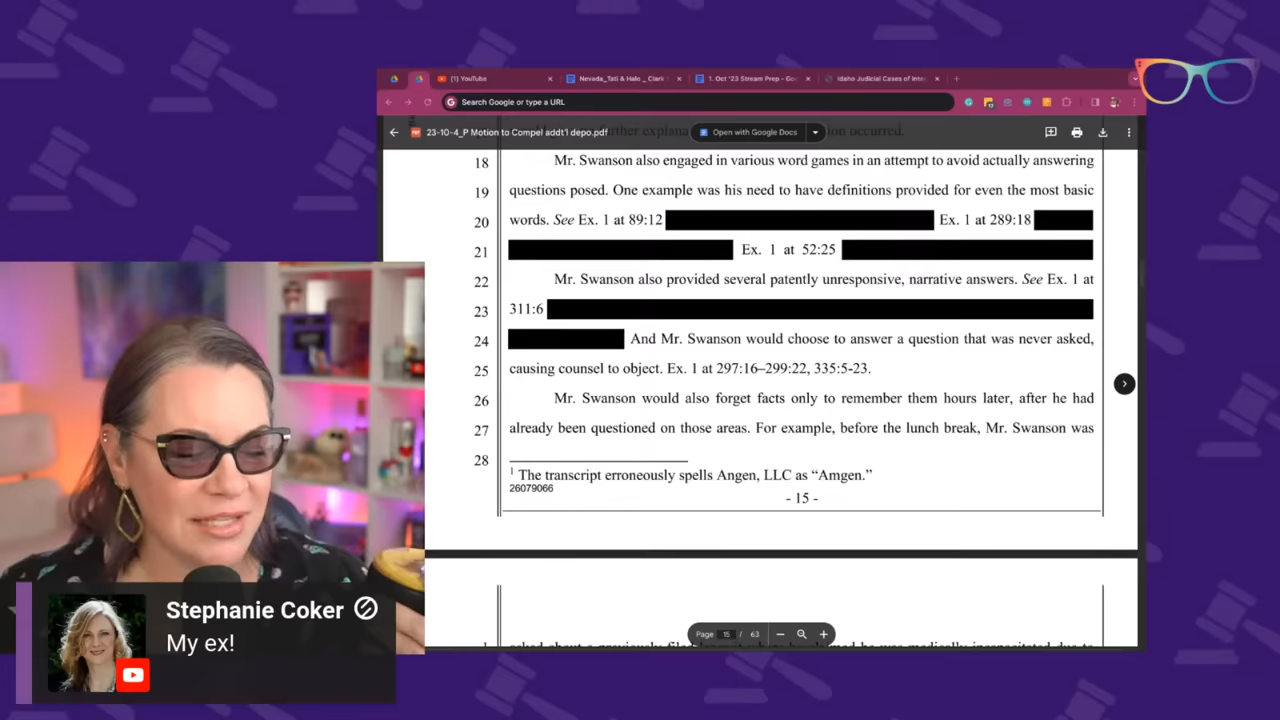 (1) YouTube
Nevada_Tati & Halo _ Clark
1. Oct '23 Stream Prep - Go
Idaho Judicial Cases of Inte
Search Google or type a URL
23-10-4_P Motion to Compel addt'l depo.pdf
Open with Google Docs
18 Mr. Swanson also engaged in various word games in an attempt to avoid actually answering
19 questions posed. One example was his need to have definitions provided for even the most basic
20 words. See Ex. 1 at 89:12 Ex. 1 at 289:18
21 Ex. 1 at 52:25
22 Mr. Swanson also provided several patently unresponsive, narrative answers. See Ex. 1 at
23 311:6
24 And Mr. Swanson would choose to answer a question that was never asked,
25 causing counsel to object. Ex. 1 at 297:16–299:22, 335:5-23.
26 Mr. Swanson would also forget facts only to remember them hours later, after he had
27 already been questioned on those areas. For example, before the lunch break, Mr. Swanson was
28
1 The transcript erroneously spells Angen, LLC as “Amgen.”
26079066
- 15 -
Page 15 / 63
Stephanie Coker
My ex!